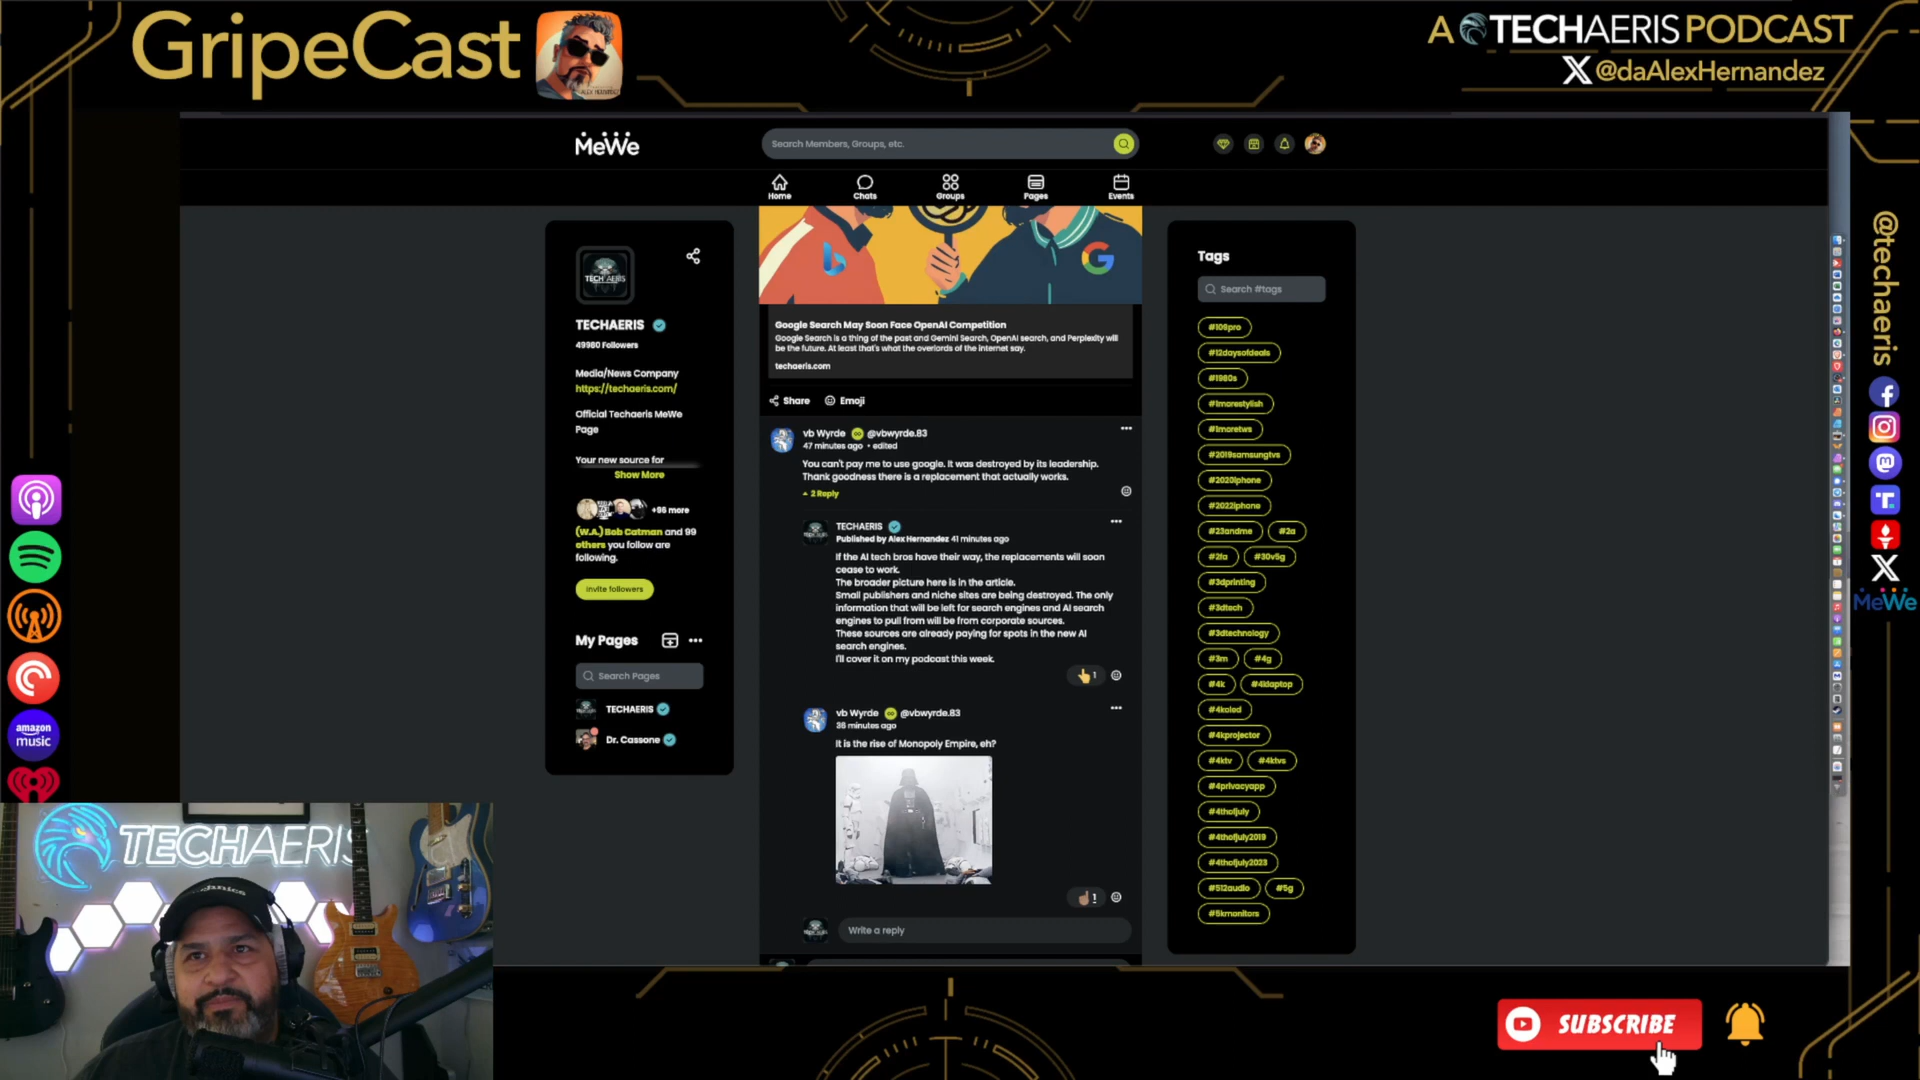 GripeCast
ALEX HERNANDEZ
A TECHAERIS PODCAST
@daAlexHernandez
MeWe
Search Members, Groups, etc.
Home
Chats
Groups
Pages
Events
TECHAERIS
TECHAERIS
49980 Followers
Media/News Company
https://techaeris.com/
Official Techaeris MeWe
Page
Your new source for
Show More
+96 more
(W.A.) Bob Catman and 99
others you follow are
following.
Invite followers
My Pages
Search Pages
TECHAERIS
Dr. Cassone
Google Search May Soon Face OpenAI Competition
Google Search is a thing of the past and Gemini Search, OpenAI search, and Perplexity will
be the future. At least that's what the overlords of the internet say.
techaeris.com
Share Emoji
vb Wyrde @vbwyrde.83
47 minutes ago • edited
You can't pay me to use google. It was destroyed by its leadership.
Thank goodness there is a replacement that actually works.
2 Reply
TECHAERIS
Published by Alex Hernandez 41 minutes ago
If the AI tech bros have their way, the replacements will soon
cease to work.
The broader picture here is in the article.
Small publishers and niche sites are being destroyed. The only
information that will be left for search engines and AI search
engines to pull from will be from corporate sources.
These sources are already paying for spots in the new AI
search engines.
I'll cover it on my podcast this week.
1
vb Wyrde @vbwyrde.83
38 minutes ago
It is the rise of Monopoly Empire, eh?
1
Write a reply
Tags
Search #tags
#108pro
#12daysofdeals
#1980s
#1morestylish
#1moretws
#2019samsungtvs
#2020iphone
#2022iphone
#23andme #2a
#2fa #30v5g
#3dprinting
#3dtech
#3dtechnology
#3m #4g
#4k #4klaptop
#4koled
#4kprojector
#4ktv #4ktvs
#4privacyapp
#4thofjuly
#4thofjuly2019
#4thofjuly2023
#512audio #5g
#5kmonitors
@techaeris
MeWe
amazon
music
TECHAERIS
Technics
SUBSCRIBE